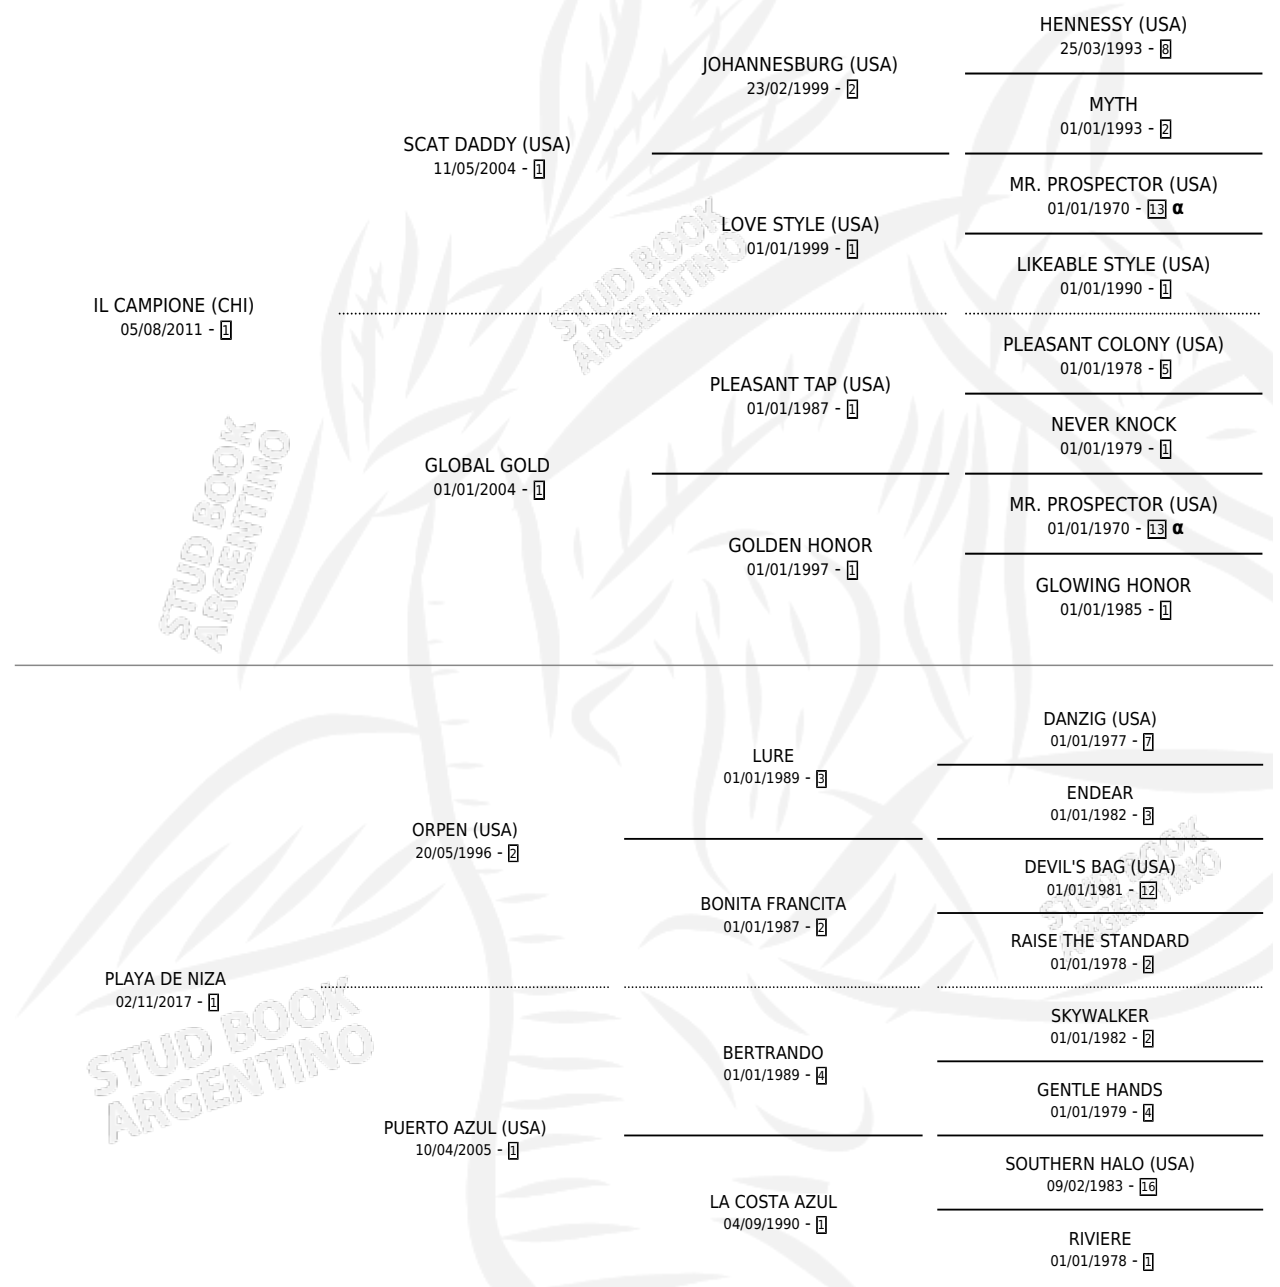 HENNESSY (USA)
25/03/1993 - 8
JOHANNESBURG (USA)
23/02/1999 - 2
MYTH
01/01/1993 - 2
SCAT DADDY (USA)
11/05/2004 - 1
MR. PROSPECTOR (USA)
01/01/1970 - 13 α
LOVE STYLE (USA)
01/01/1999 - 1
LIKEABLE STYLE (USA)
01/01/1990 - 1
IL CAMPIONE (CHI)
05/08/2011 - 1
PLEASANT COLONY (USA)
01/01/1978 - 5
PLEASANT TAP (USA)
01/01/1987 - 1
NEVER KNOCK
01/01/1979 - 1
GLOBAL GOLD
01/01/2004 - 1
MR. PROSPECTOR (USA)
01/01/1970 - 13 α
GOLDEN HONOR
01/01/1997 - 1
GLOWING HONOR
01/01/1985 - 1
DANZIG (USA)
01/01/1977 - 7
LURE
01/01/1989 - 3
ENDEAR
01/01/1982 - 3
ORPEN (USA)
20/05/1996 - 2
DEVIL'S BAG (USA)
01/01/1981 - 12
BONITA FRANCITA
01/01/1987 - 2
RAISE THE STANDARD
01/01/1978 - 2
PLAYA DE NIZA
02/11/2017 - 1
SKYWALKER
01/01/1982 - 2
BERTRANDO
01/01/1989 - 4
GENTLE HANDS
01/01/1979 - 4
PUERTO AZUL (USA)
10/04/2005 - 1
SOUTHERN HALO (USA)
09/02/1983 - 16
LA COSTA AZUL
04/09/1990 - 1
RIVIERE
01/01/1978 - 1
STUD BOOK
ARGENTINO
STUD BOOK
ARGENTINO
STUD BOOK
ARGENTINO
STUD BOOK
ARGENTINO